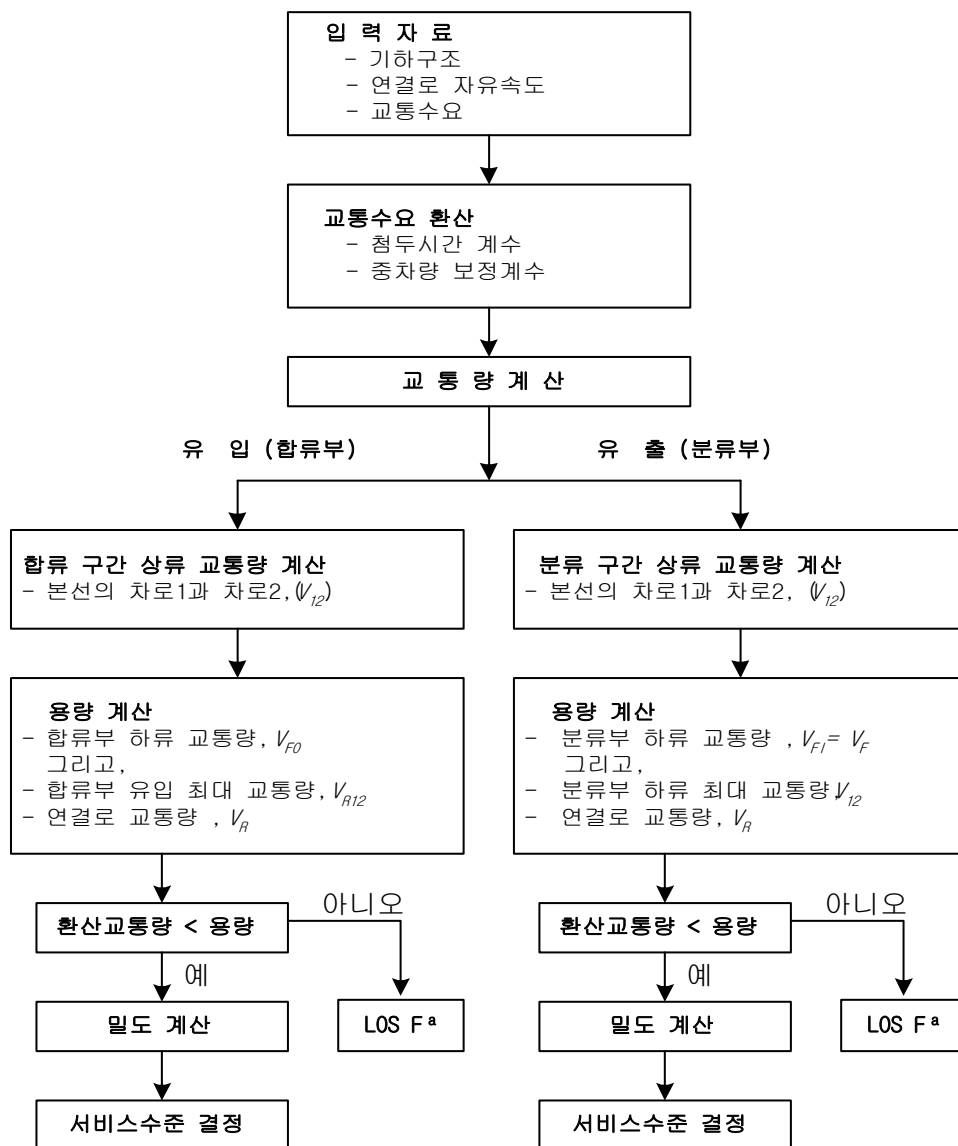 입 력 자 료
- 기하구조
- 연결로 자유속도
- 교통수요
교통수요 환산
- 첨두시간 계수
- 중차량 보정계수
교 통 량 계 산
유 입 (합류부)
유 출 (분류부)
합류 구간 상류 교통량 계산
- 본선의 차로1과 차로2, (V12)
분류 구간 상류 교통량 계산
- 본선의 차로1과 차로2, (V12)
용량 계산
- 합류부 하류 교통량, VF0
그리고,
- 합류부 유입 최대 교통량, VR12
- 연결로 교통량 , VR
용량 계산
- 분류부 하류 교통량 , VFI= VF
그리고,
- 분류부 하류 최대 교통량, V12
- 연결로 교통량, VR
환산교통량 < 용량
아니오
예
밀도 계산
LOS F a
서비스수준 결정
환산교통량 < 용량
아니오
예
밀도 계산
LOS F a
서비스수준 결정